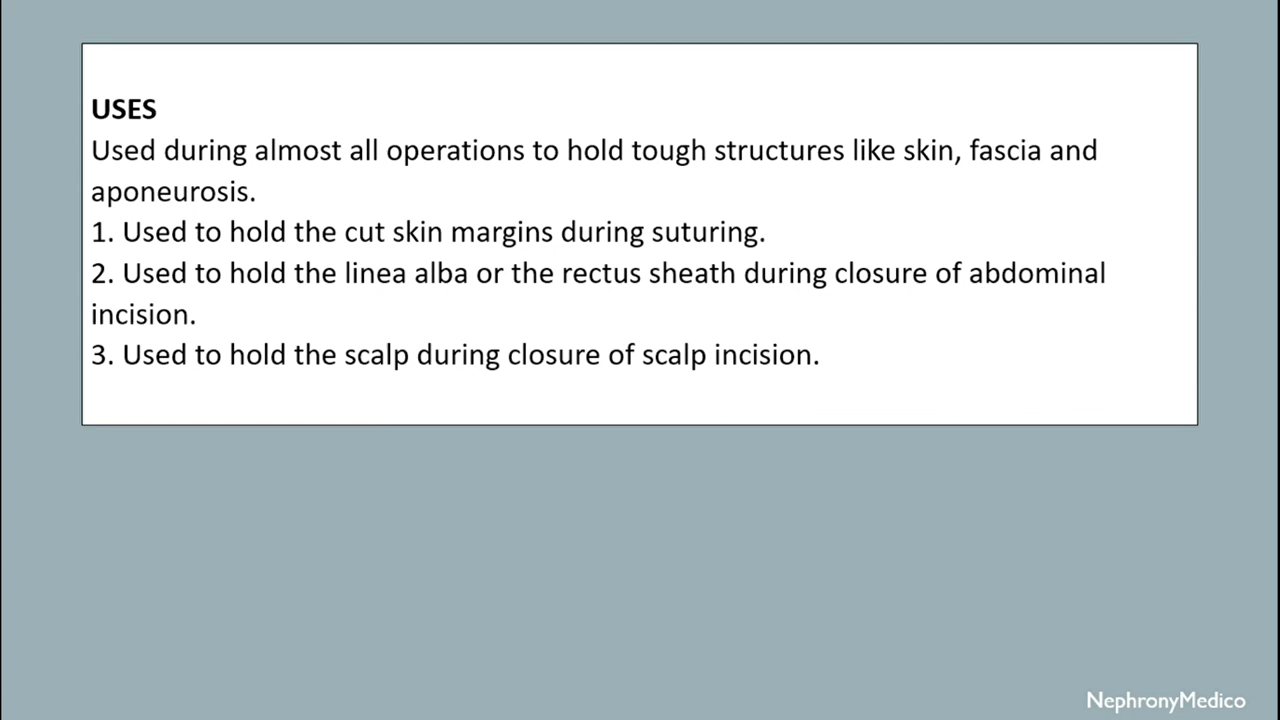 USES
Used during almost all operations to hold tough structures like skin, fascia and
aponeurosis.
1. Used to hold the cut skin margins during suturing.
2. Used to hold the linea alba or the rectus sheath during closure of abdominal
incision.
3. Used to hold the scalp during closure of scalp incision.
NephronyMedico